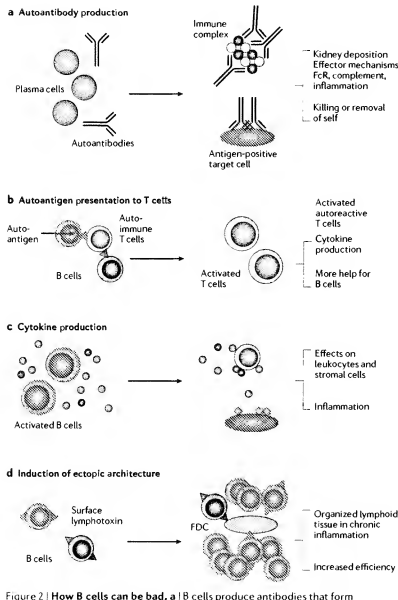 a Autoantibody production
Immune
complex
Plasma cells
Autoantibodies
Antigen-positive
target cell
Kidney deposition
Effector mechanisms
FcR, complement,
inflammation
Killing or removal
of self
b Autoantigen presentation to T cetts
Auto-
antigen
Auto-
immune
T cells
B cells
Activated
T cells
Activated
autoreactive
T cells
Cytokine
production
More help for
B cells
c Cytokine production
Activated B cells
Effects on
leukocytes and
stromal cells
Inflammation
d Induction of ectopic architecture
Surface
lymphotoxin
B cells
FDC
Organized lymphoid
tissue in chronic
inflammation
Increased efficiency
Figure 2 | How B cells can be bad. a | B cells produce antibodies that form